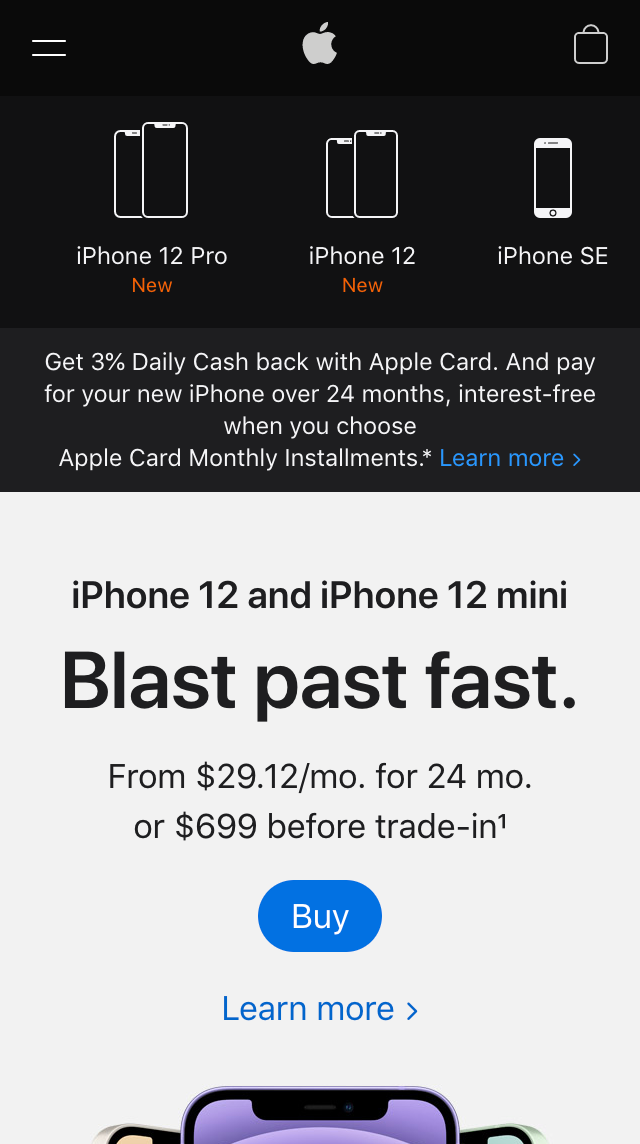 iPhone 12 Pro
New
iPhone 12
New
iPhone SE
Get 3% Daily Cash back with Apple Card. And pay
for your new iPhone over 24 months, interest-free
when you choose
Apple Card Monthly Installments.* Learn more >
iPhone 12 and iPhone 12 mini
Blast past fast.
From $29.12/mo. for 24 mo.
or $699 before trade-in¹
Buy
Learn more >